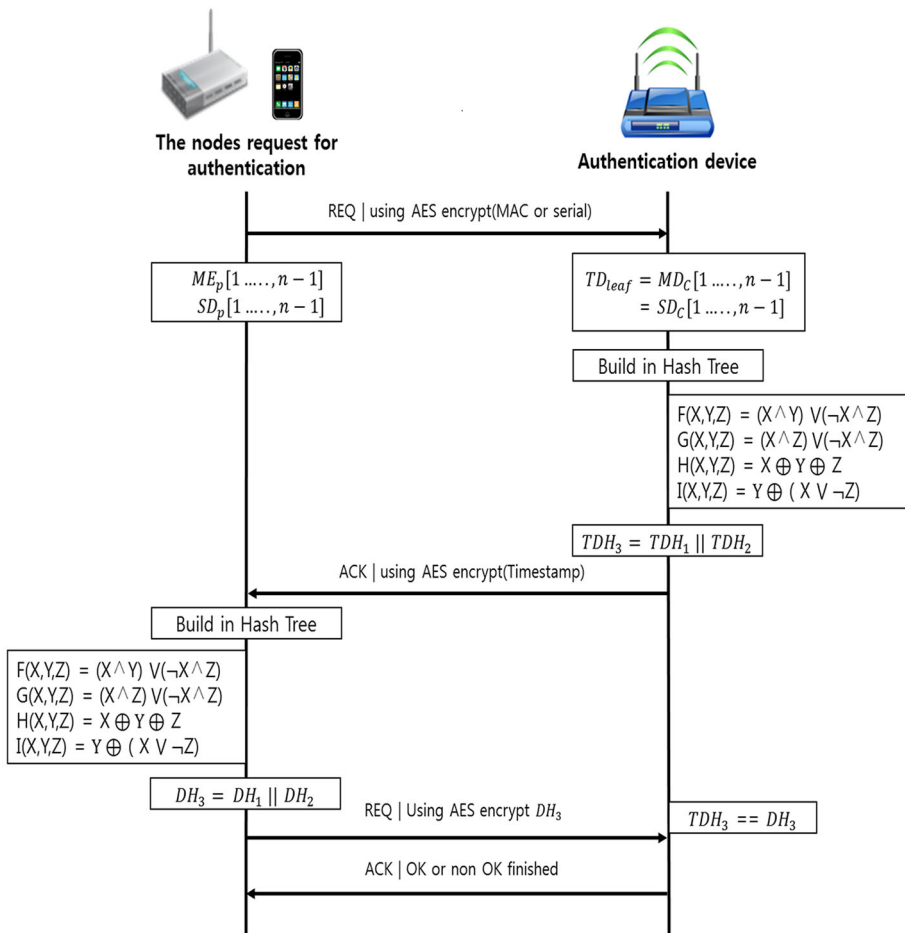 The nodes request for
authentication
Authentication device
REQ | using AES encrypt(MAC or serial)
ME_p[1 ....., n − 1]
SD_p[1 ....., n − 1]
TD_leaf = MD_C[1 ....., n − 1]
= SD_C[1 ....., n − 1]
Build in Hash Tree
F(X,Y,Z) = (X∧Y) V(¬X∧Z)
G(X,Y,Z) = (X∧Z) V(¬X∧Z)
H(X,Y,Z) = X ⊕ Y ⊕ Z
I(X,Y,Z) = Y ⊕ ( X V ¬Z)
TDH_3 = TDH_1 || TDH_2
ACK | using AES encrypt(Timestamp)
Build in Hash Tree
F(X,Y,Z) = (X∧Y) V(¬X∧Z)
G(X,Y,Z) = (X∧Z) V(¬X∧Z)
H(X,Y,Z) = X ⊕ Y ⊕ Z
I(X,Y,Z) = Y ⊕ ( X V ¬Z)
DH_3 = DH_1 || DH_2
REQ | Using AES encrypt DH_3
TDH_3 == DH_3
ACK | OK or non OK finished